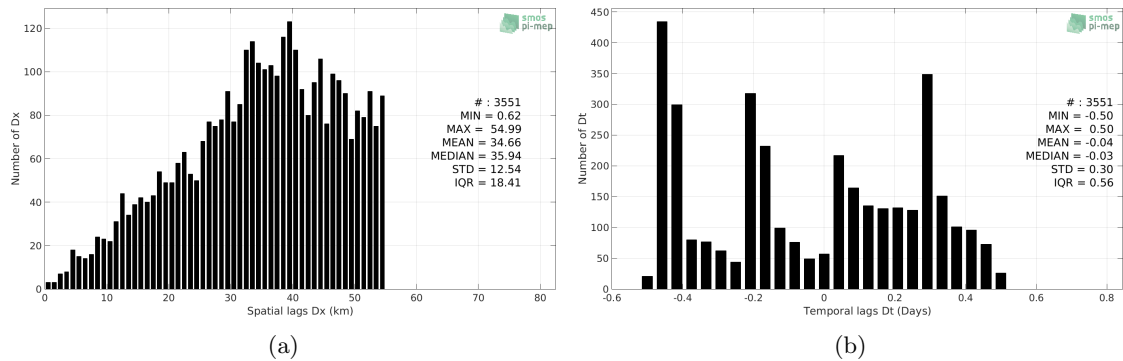 smos
pi-mep
120
100
80
60
40
20
0
Number of Dx
# : 3551
MIN = 0.62
MAX = 54.99
MEAN = 34.66
MEDIAN = 35.94
STD = 12.54
IQR = 18.41
0 10 20 30 40 50 60 70 80
Spatial lags Dx (km)
(a)
smos
pi-mep
450
400
350
300
250
200
150
100
50
0
Number of Dt
# : 3551
MIN = -0.50
MAX = 0.50
MEAN = -0.04
MEDIAN = -0.03
STD = 0.30
IQR = 0.56
-0.6 -0.4 -0.2 0 0.2 0.4 0.6 0.8
Temporal lags Dt (Days)
(b)